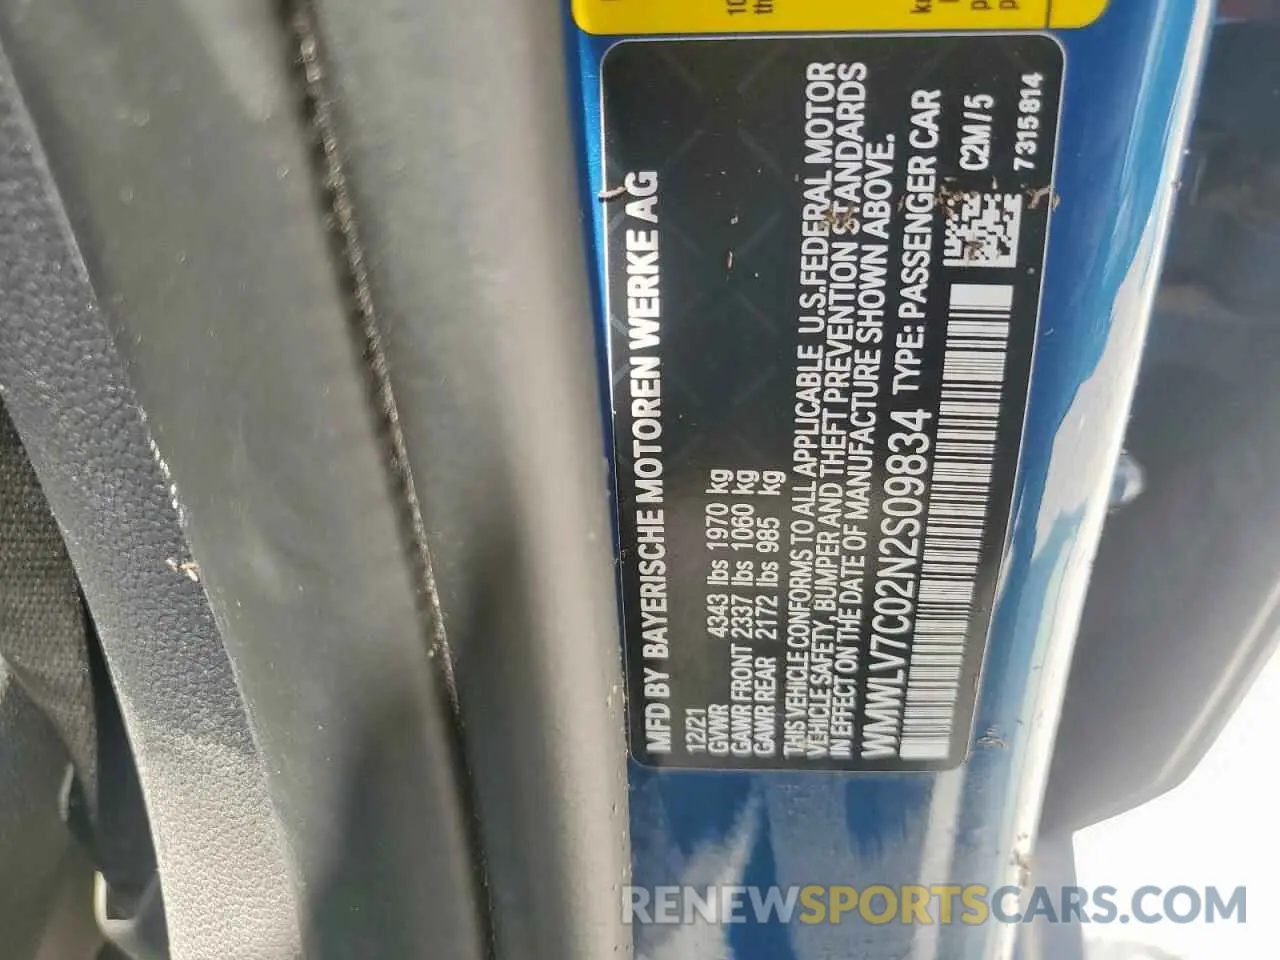 MFD BY BAYERISCHE MOTOREN WERKE AG
12/21
GVWR 4343 lbs 1970 kg
GAWR FRONT 2337 lbs 1060 kg
GAWR REAR 2172 lbs 985 kg
THIS VEHICLE CONFORMS TO ALL APPLICABLE U.S. FEDERAL MOTOR
VEHICLE SAFETY, BUMPER AND THEFT PREVENTION STANDARDS
IN EFFECT ON THE DATE OF MANUFACTURE SHOWN ABOVE.
WMWLV7C02N2S09834 TYPE: PASSENGER CAR
C2M/5
7315814
RENEWSPORTSCARS.COM